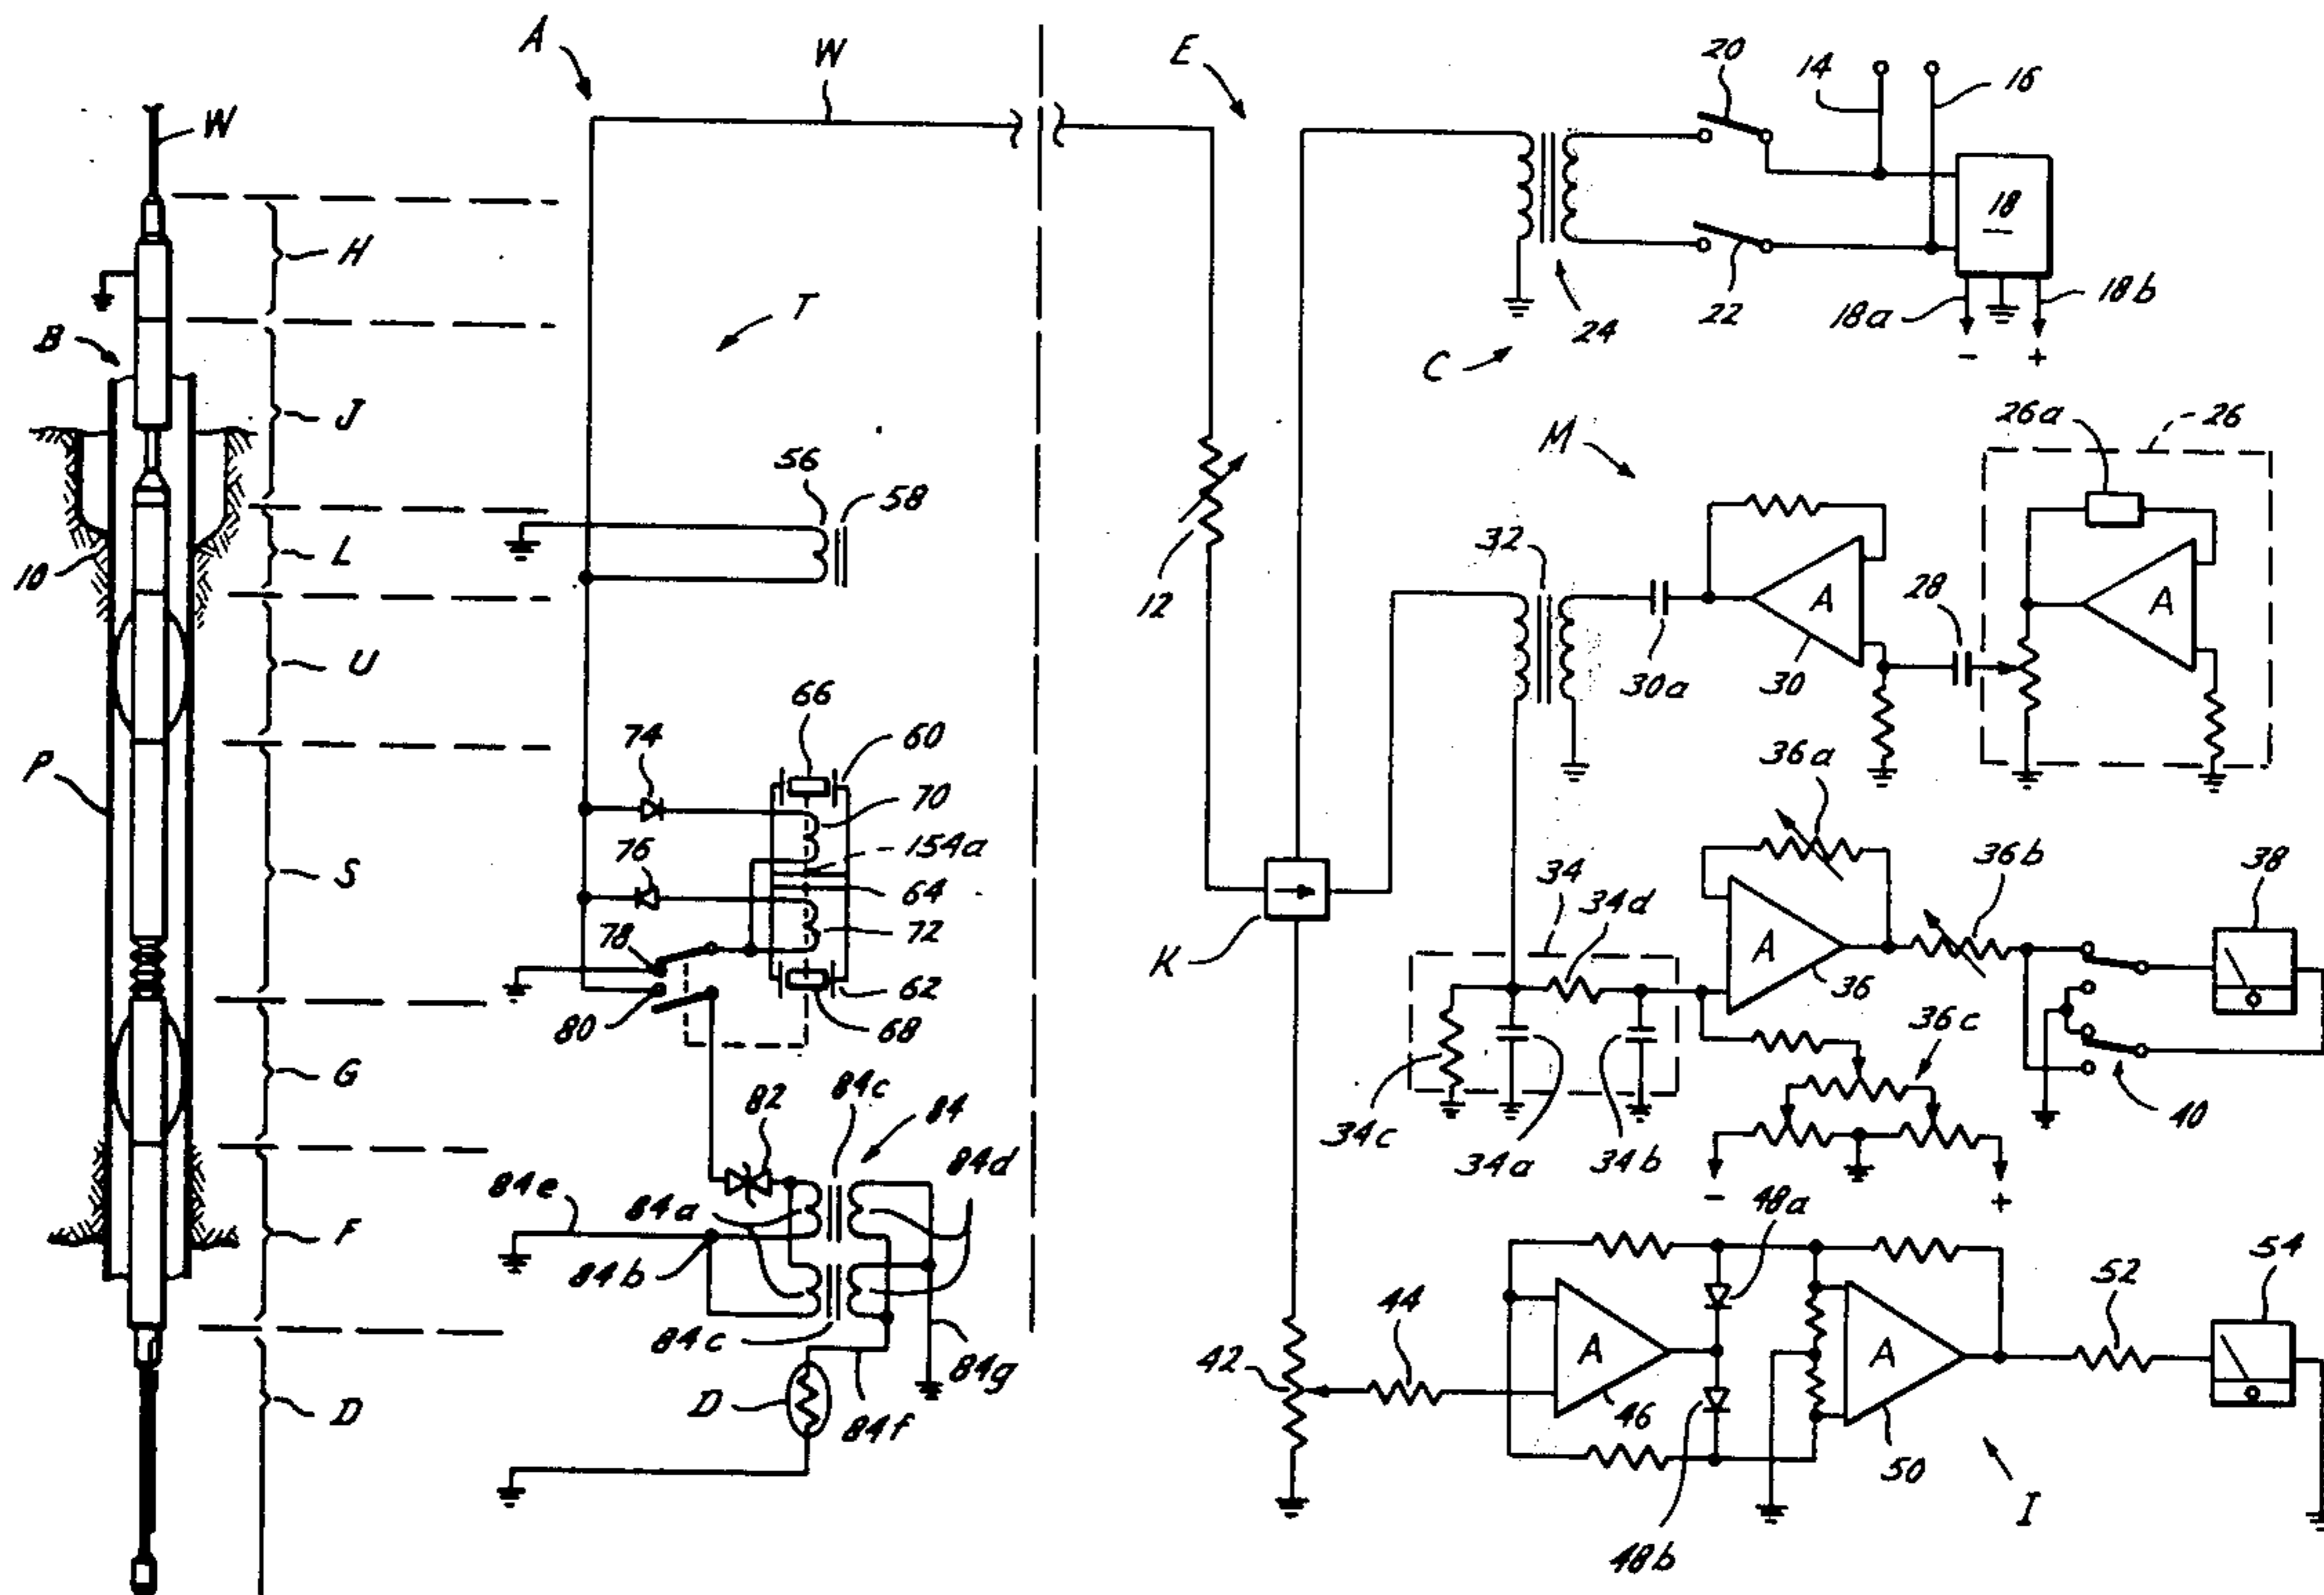 A
W
E
20
14
16
W
18
H
22
18a
18b
24
- +
T
B
C
J
26a
26
M
56
58
32
10
L
12
A
A
28
30a
30
U
66
74
60
36a
P
70
76
154a
34
36b
38
S
64
34d
78
72
K
A
36
80
68
62
36c
G
34c
34a
34b
40
82
84c
84
- +
84e
84a
84d
48a
F
84b
54
52
44
84c
84g
42
A
A
D
D
84f
46
50
48b
I